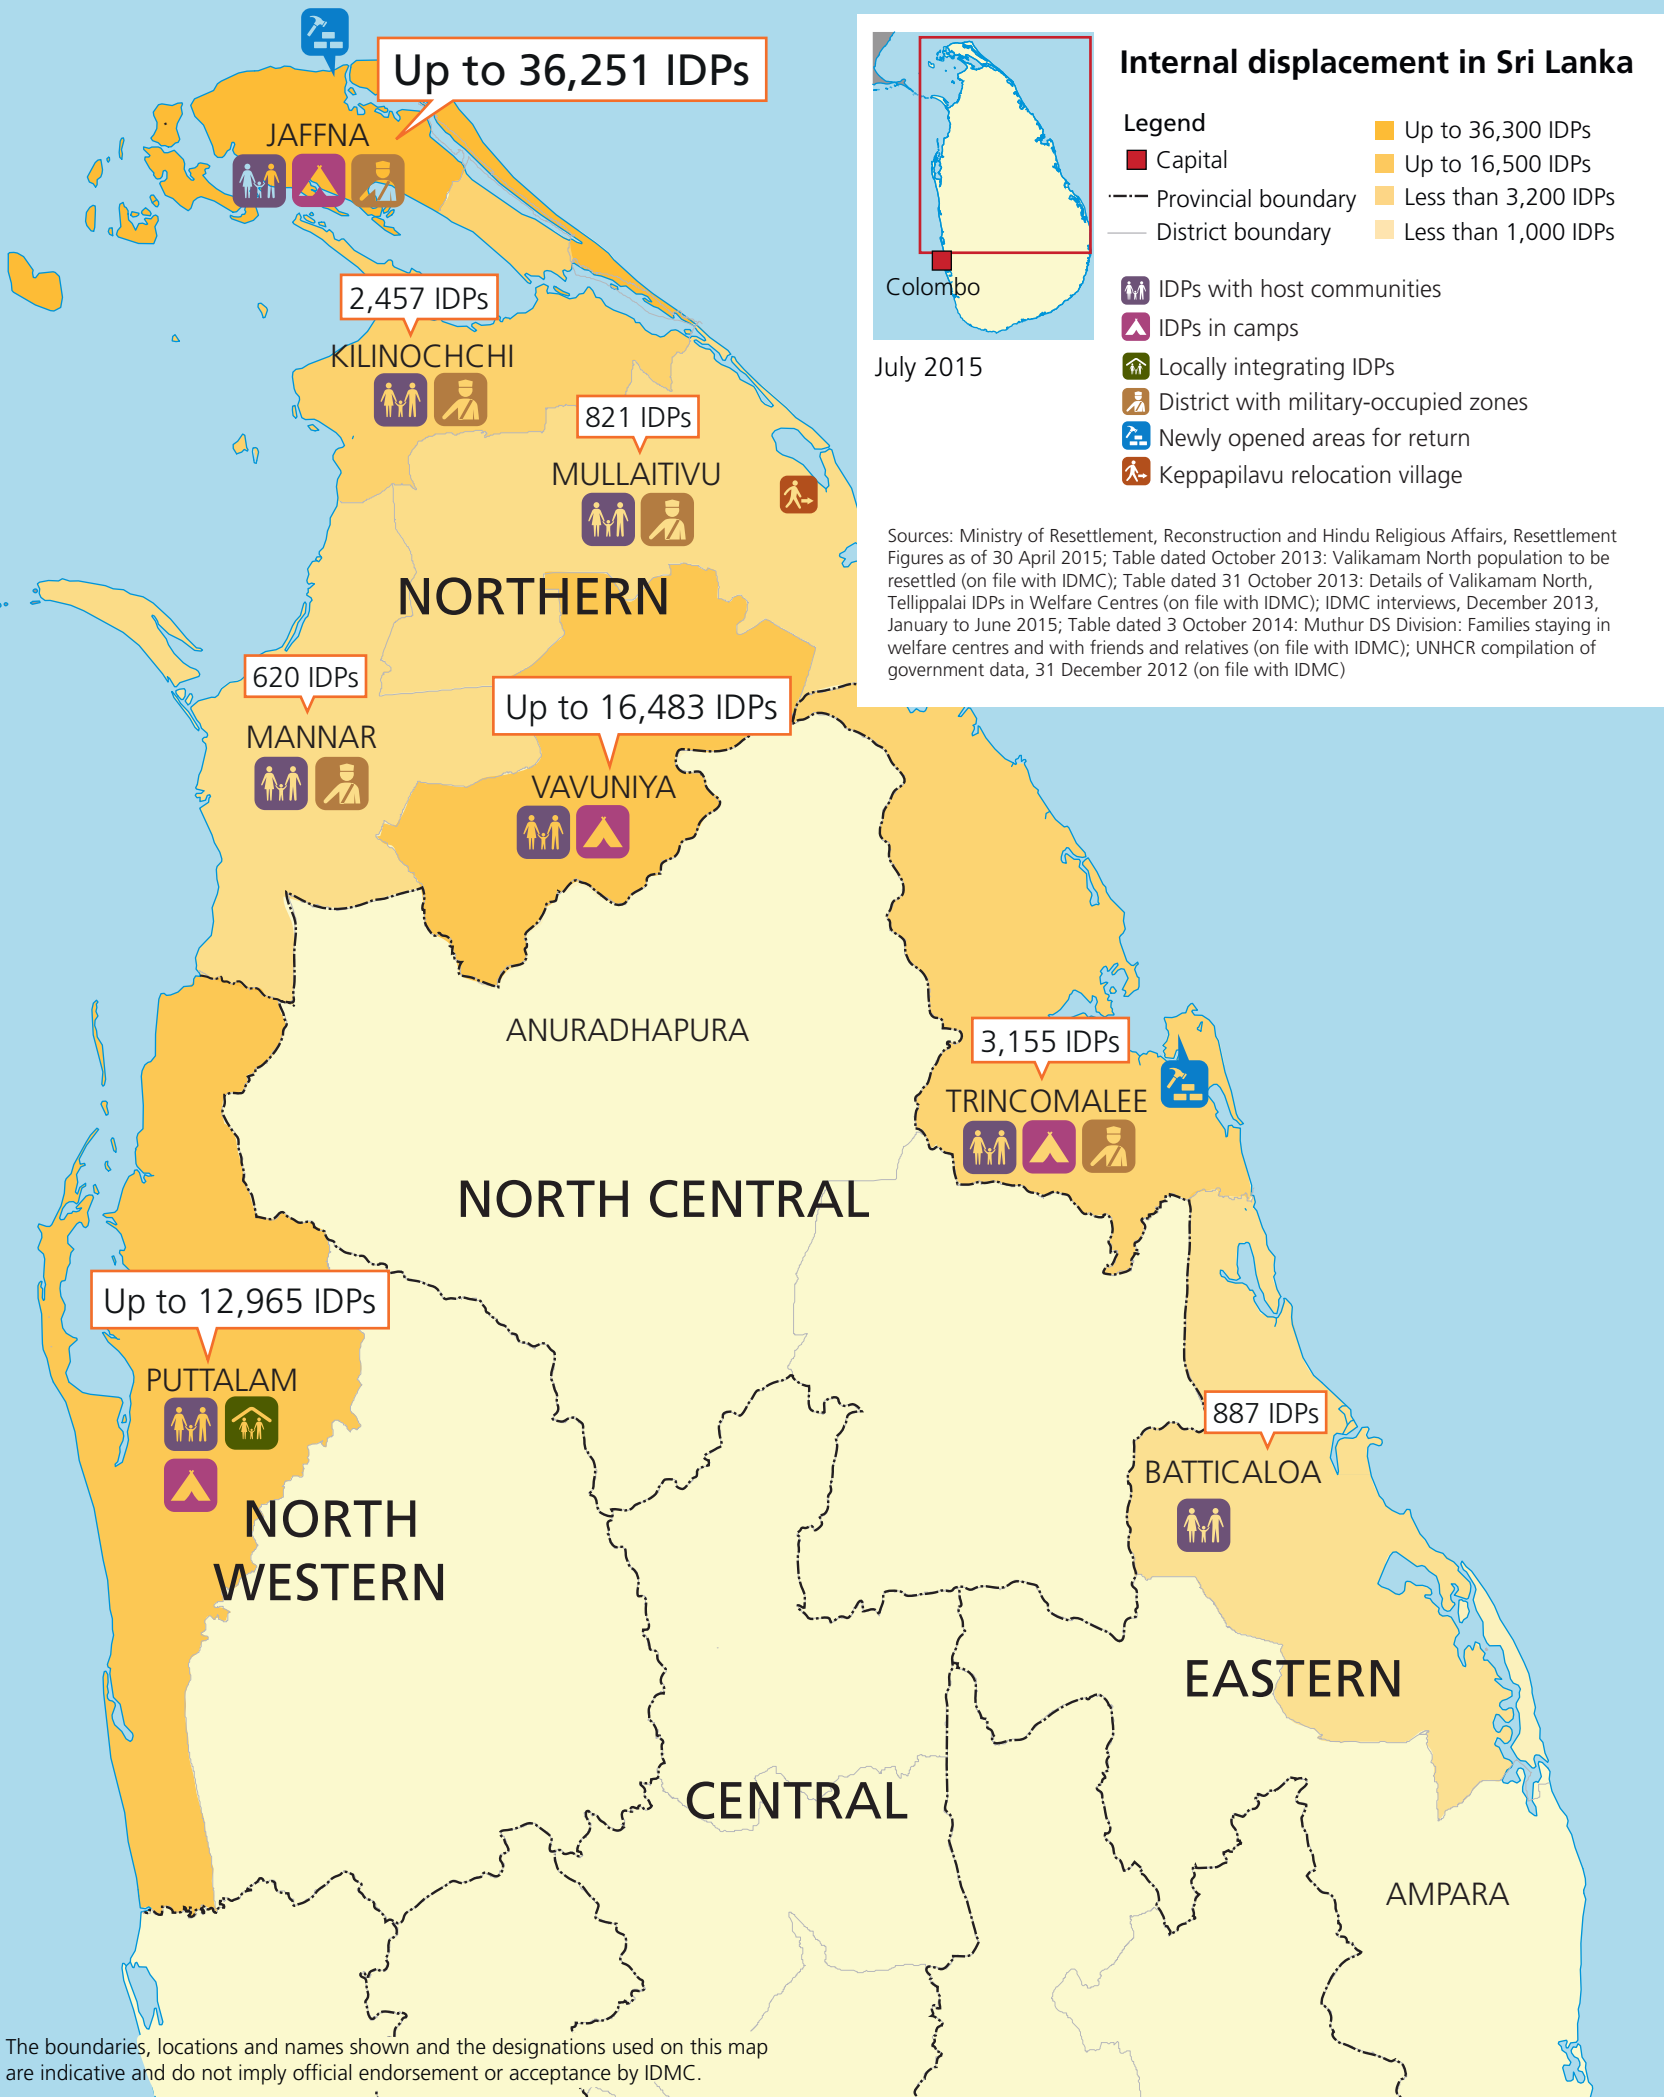 Internal displacement in Sri Lanka
Legend
Capital
Provincial boundary
District boundary
Up to 36,300 IDPs
Up to 16,500 IDPs
Less than 3,200 IDPs
Less than 1,000 IDPs
IDPs with host communities
IDPs in camps
Locally integrating IDPs
District with military-occupied zones
Newly opened areas for return
Keppapilavu relocation village
Colombo
July 2015
Sources: Ministry of Resettlement, Reconstruction and Hindu Religious Affairs, Resettlement
Figures as of 30 April 2015; Table dated October 2013: Valikamam North population to be
resettled (on file with IDMC); Table dated 31 October 2013: Details of Valikamam North,
Tellippalai IDPs in Welfare Centres (on file with IDMC); IDMC interviews, December 2013,
January to June 2015; Table dated 3 October 2014: Muthur DS Division: Families staying in
welfare centres and with friends and relatives (on file with IDMC); UNHCR compilation of
government data, 31 December 2012 (on file with IDMC)
Up to 36,251 IDPs
JAFFNA
2,457 IDPs
KILINOCHCHI
821 IDPs
MULLAITIVU
NORTHERN
620 IDPs
MANNAR
Up to 16,483 IDPs
VAVUNIYA
ANURADHAPURA
3,155 IDPs
TRINCOMALEE
NORTH CENTRAL
Up to 12,965 IDPs
PUTTALAM
NORTH
WESTERN
887 IDPs
BATTICALOA
EASTERN
CENTRAL
AMPARA
The boundaries, locations and names shown and the designations used on this map
are indicative and do not imply official endorsement or acceptance by IDMC.